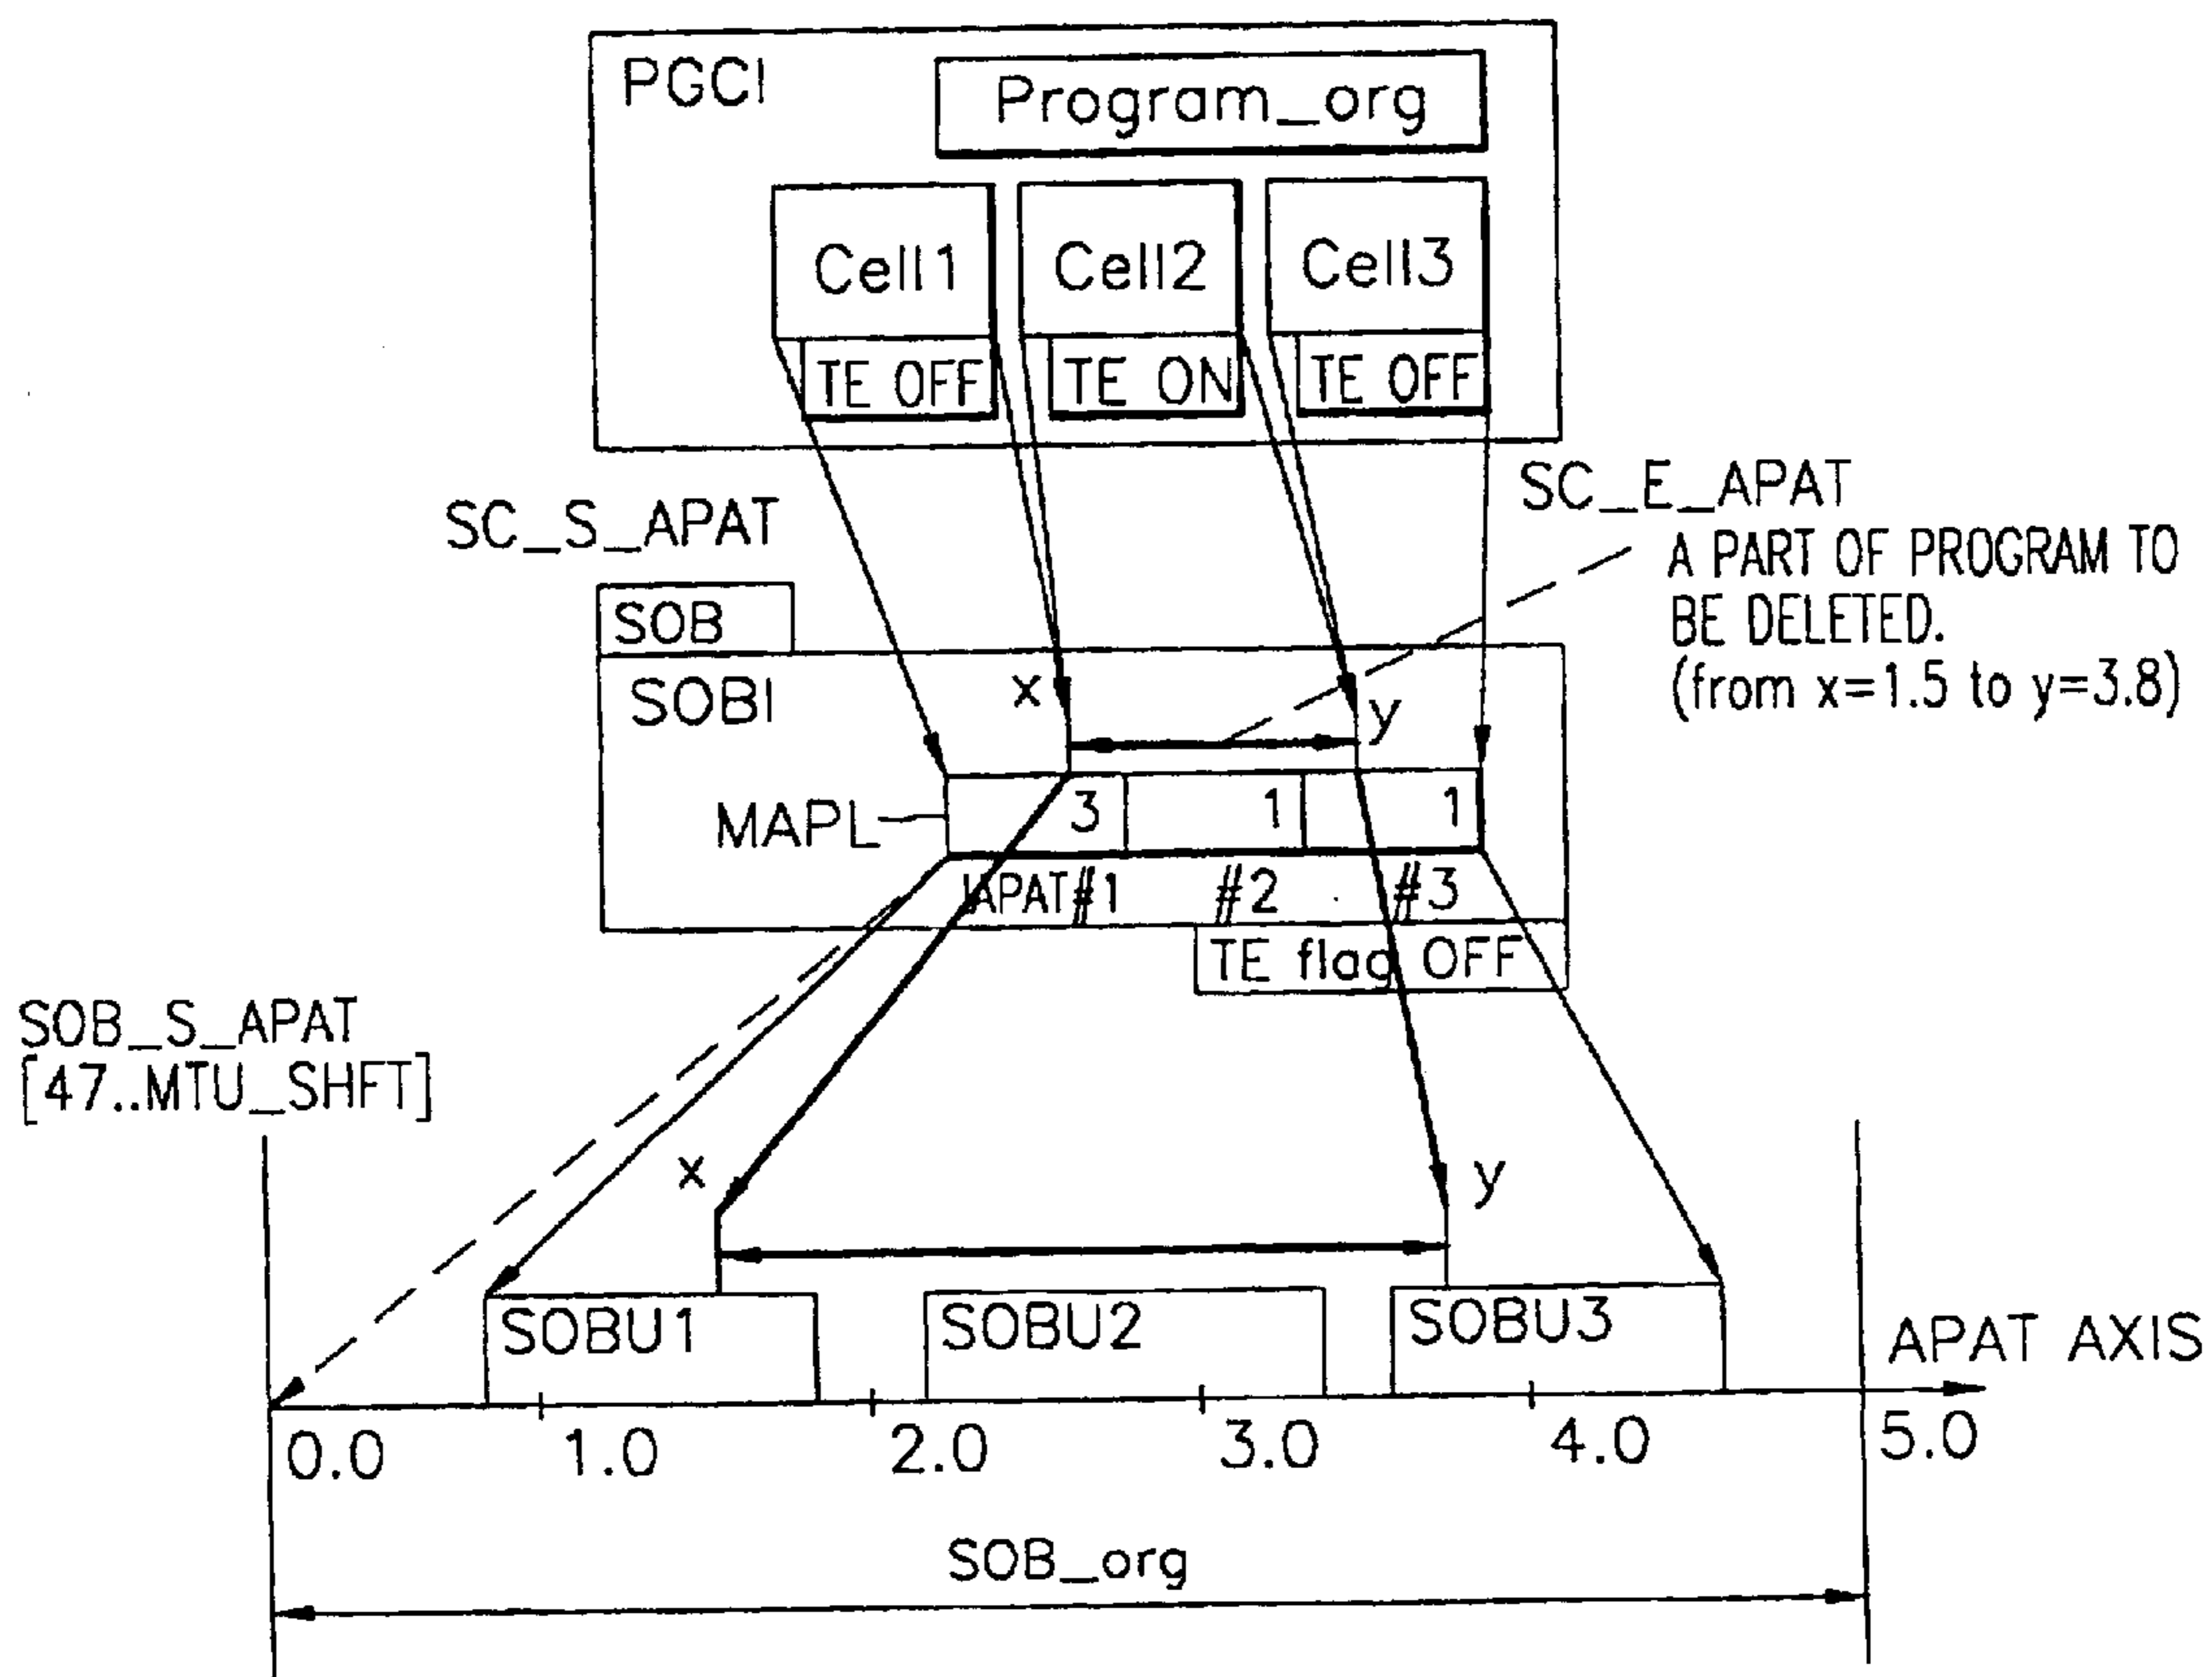 PGCI
Program_org
Cell1 Cell2 Cell3
TE OFF TE ON TE OFF
SC_S_APAT
SC_E_APAT
A PART OF PROGRAM TO
BE DELETED.
(from x=1.5 to y=3.8)
SOB
SOBI
x y
MAPL
3 1 1
IAPAT#1 #2 #3
TE flag OFF
SOB_S_APAT
[47..MTU_SHFT]
x y
SOBU1 SOBU2 SOBU3
APAT AXIS
0.0 1.0 2.0 3.0 4.0 5.0
SOB_org